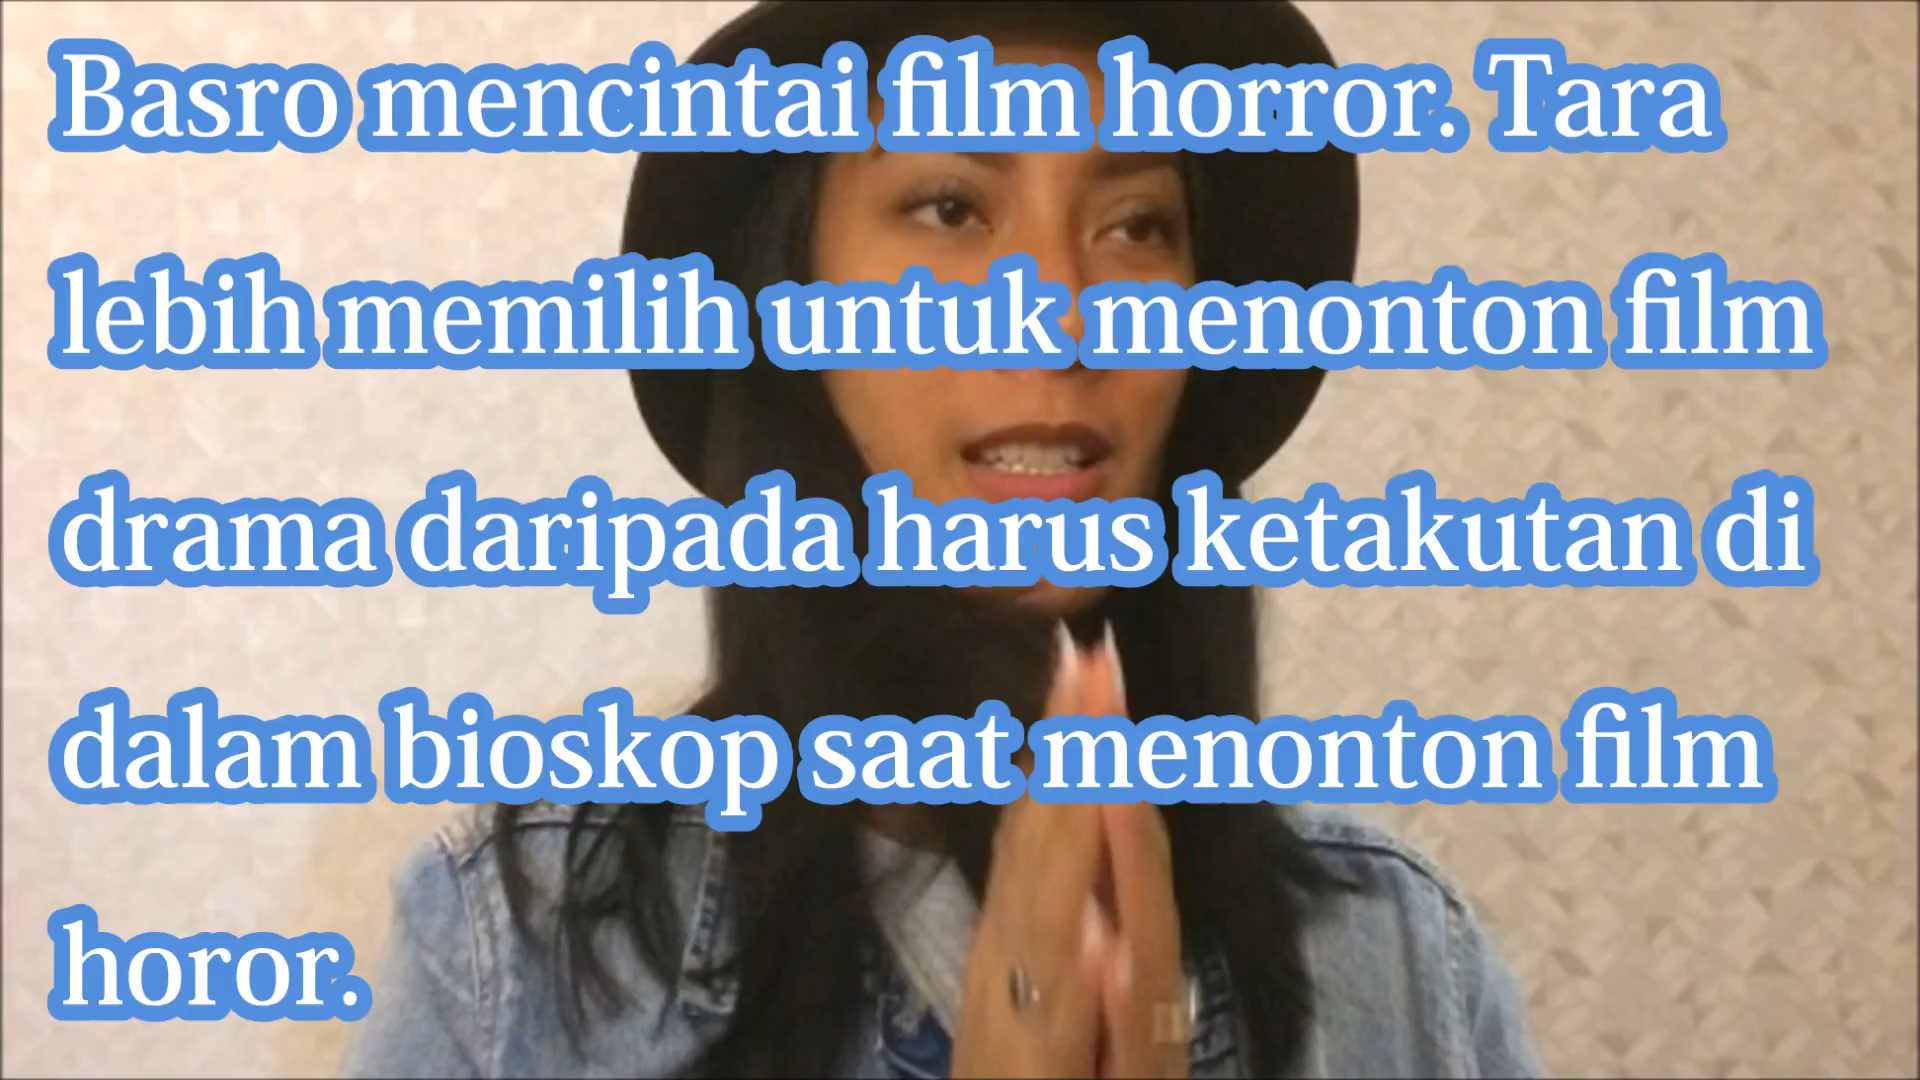 Basro mencintai film horror. Tara
lebih memilih untuk menonton film
drama daripada harus ketakutan di
dalam bioskop saat menonton film
horor.